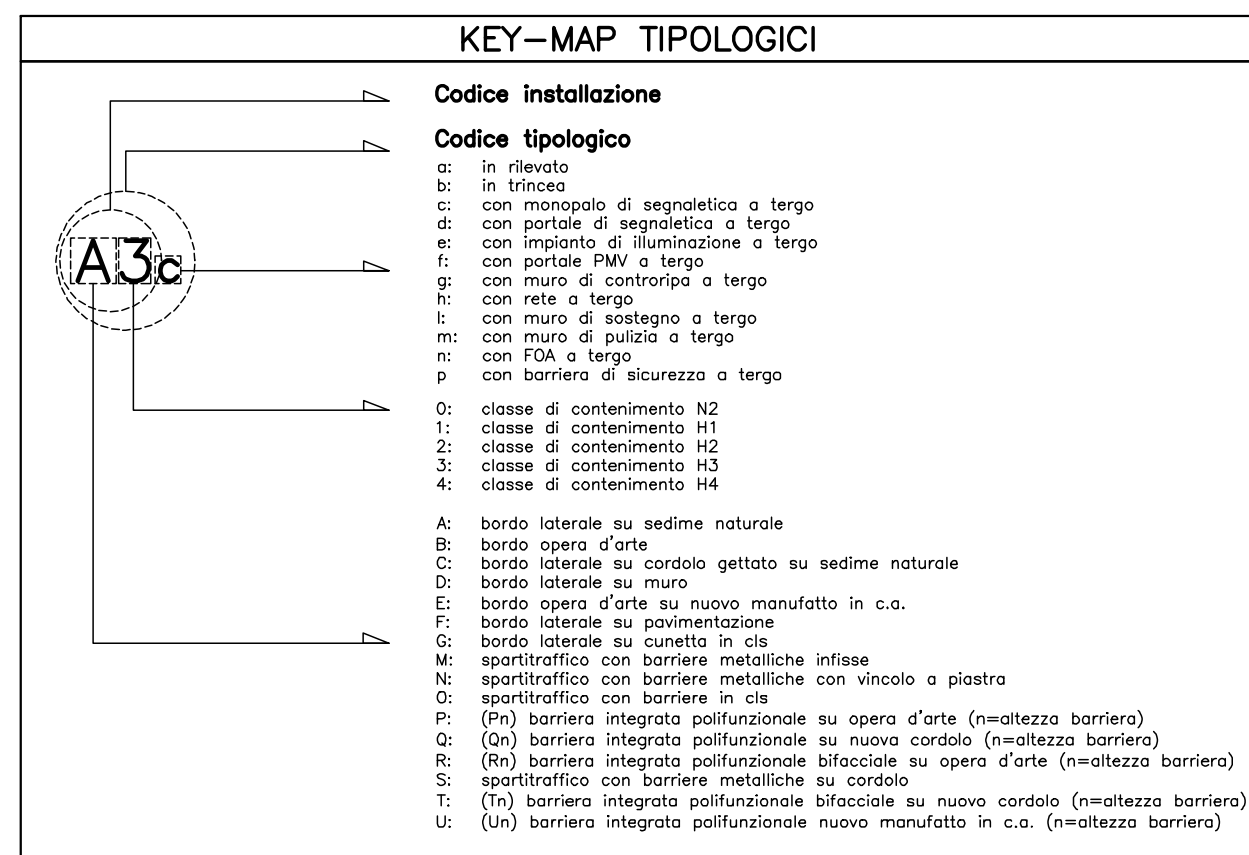 KEY-MAP TIPOLOGICI
Codice installazione
Codice tipologico
a: in rilevato
b: in trincea
c: con monopalo di segnaletica a tergo
d: con portale di segnaletica a tergo
e: con impianto di illuminazione a tergo
f: con portale PMV a tergo
g: con muro di controripa a tergo
h: con rete a tergo
l: con muro di sostegno a tergo
m: con muro di pulizia a tergo
n: con FOA a tergo
p con barriera di sicurezza a tergo
A3c
0: classe di contenimento N2
1: classe di contenimento H1
2: classe di contenimento H2
3: classe di contenimento H3
4: classe di contenimento H4
A: bordo laterale su sedime naturale
B: bordo opera d'arte
C: bordo laterale su cordolo gettato su sedime naturale
D: bordo laterale su muro
E: bordo opera d'arte su nuovo manufatto in c.a.
F: bordo laterale su pavimentazione
G: bordo laterale su cunetta in cls
M: spartitraffico con barriere metalliche infisse
N: spartitraffico con barriere metalliche con vincolo a piastra
O: spartitraffico con barriere in cls
P: (Pn) barriera integrata polifunzionale su opera d'arte (n=altezza barriera)
Q: (Qn) barriera integrata polifunzionale su nuova cordolo (n=altezza barriera)
R: (Rn) barriera integrata polifunzionale bifacciale su opera d'arte (n=altezza barriera)
S: spartitraffico con barriere metalliche su cordolo
T: (Tn) barriera integrata polifunzionale bifacciale su nuovo cordolo (n=altezza barriera)
U: (Un) barriera integrata polifunzionale nuovo manufatto in c.a. (n=altezza barriera)